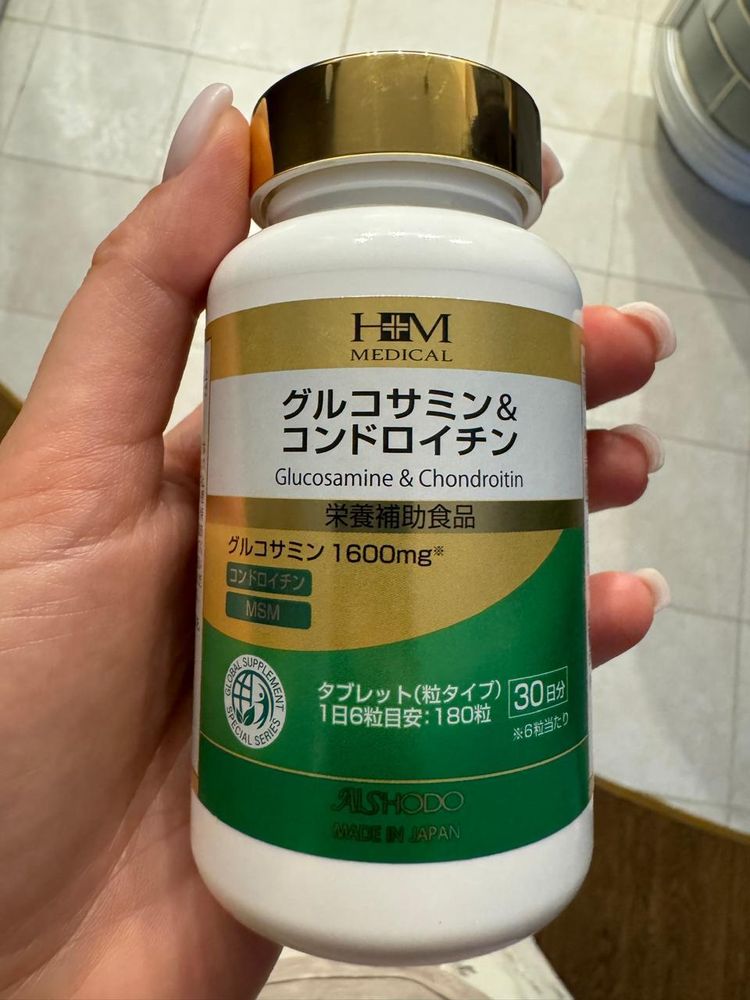 H+M
MEDICAL
グルコサミン&
コンドロイチン
Glucosamine & Chondroitin
栄養補助食品
グルコサミン 1600mg※
コンドロイチン
MSM
GLOBAL SUPPLEMENT
SPECIAL SERIES
タブレット(粒タイプ)
1日6粒目安:180粒
30日分
※6粒当たり
AISHODO
MADE IN JAPAN